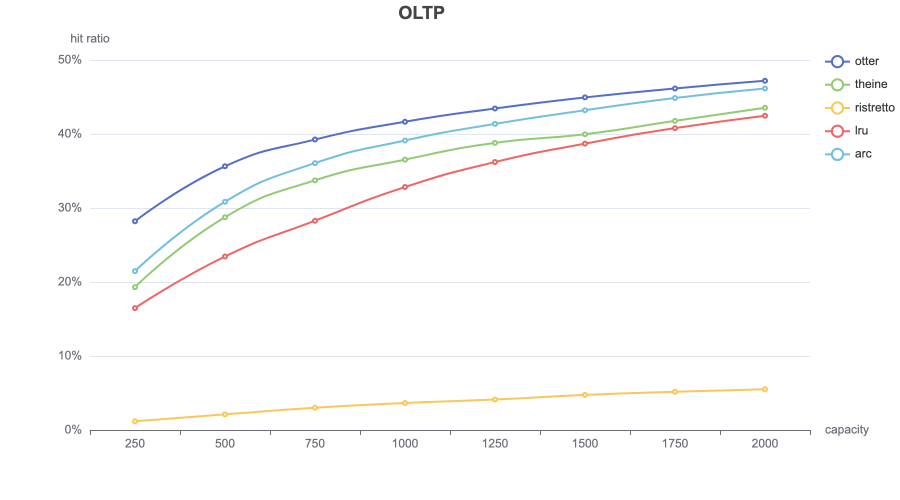 OLTP
hit ratio
50%
40%
30%
20%
10%
0%
250 500 750 1000 1250 1500 1750 2000
capacity
otter
theine
ristretto
lru
arc